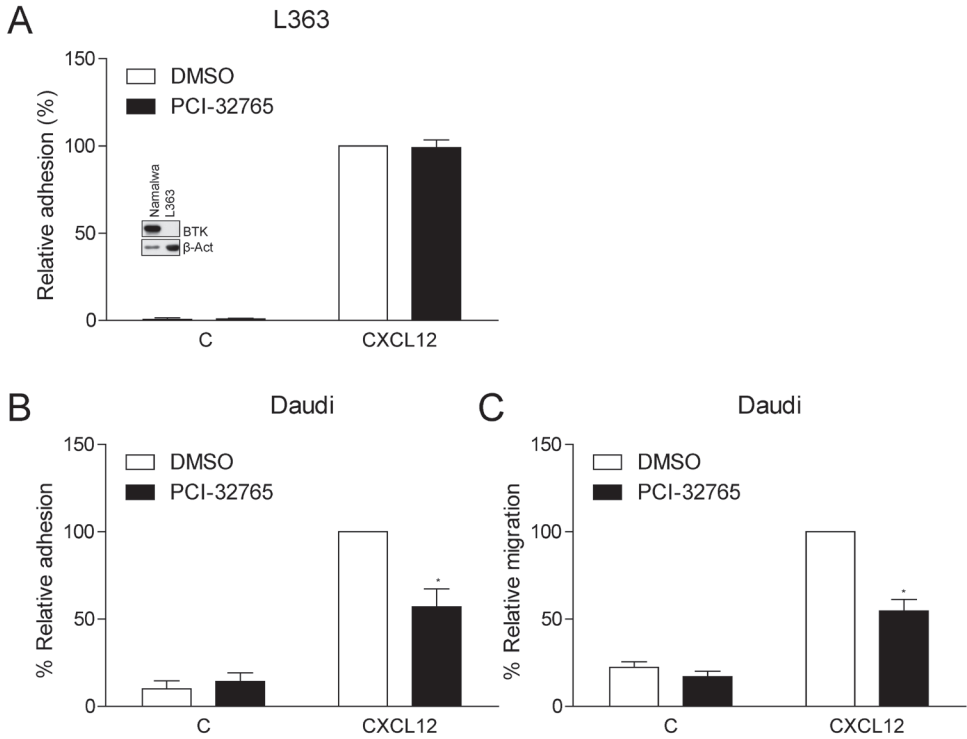 A
L363
150
DMSO
PCI-32765
100
50
0
Relative adhesion (%)
Namalwa
L363
BTK
β-Act
C
CXCL12
B
Daudi
150
DMSO
PCI-32765
100
50
0
% Relative adhesion
*
C
CXCL12
C
Daudi
150
DMSO
PCI-32765
100
50
0
% Relative migration
*
C
CXCL12